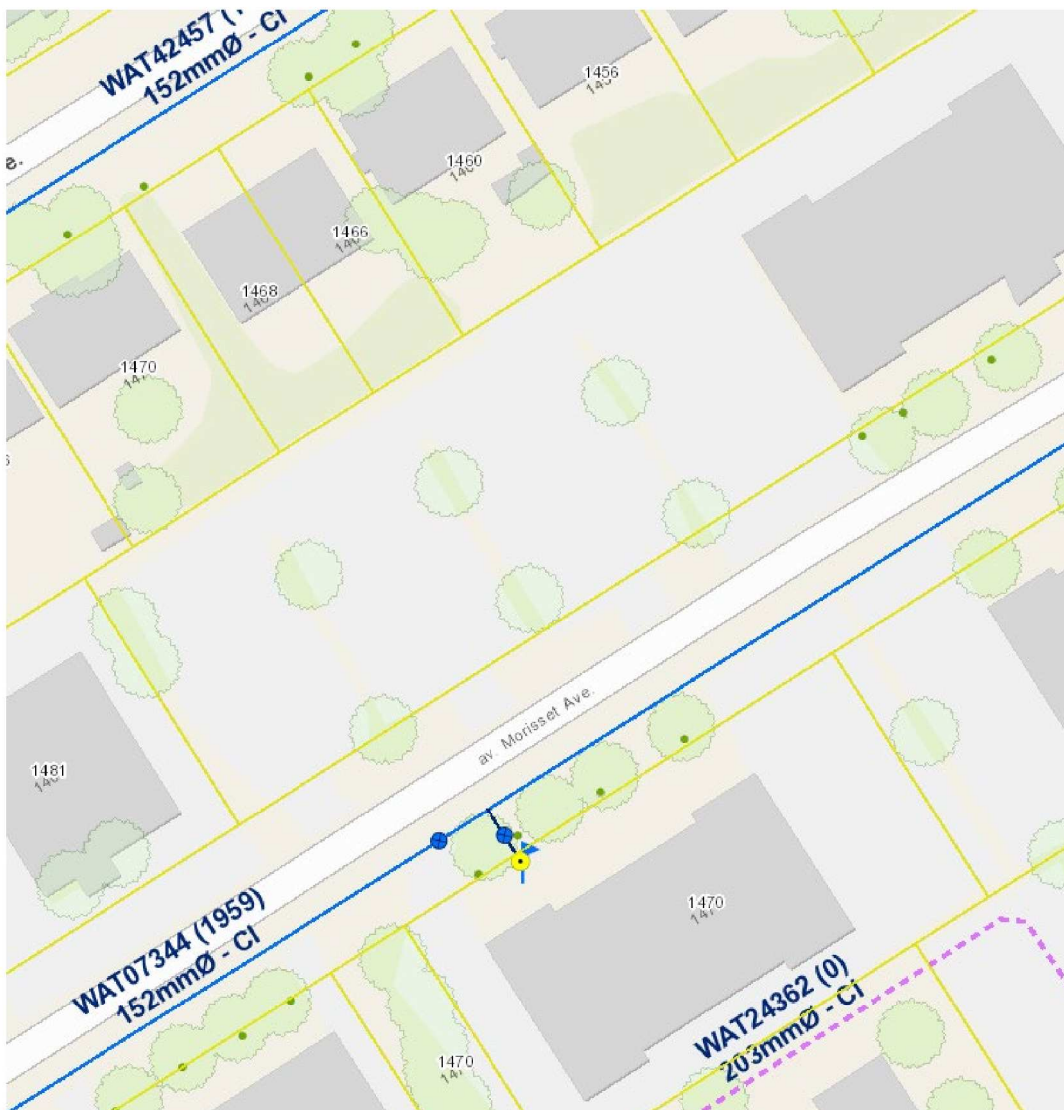 WAT42457 (1
152mmØ - CI
e.
1456
1460
1466
1468
1470
av. Morisset Ave.
1481
1470
WAT07344 (1959)
152mmØ - CI
WAT24362 (0)
203mmØ - CI
1470